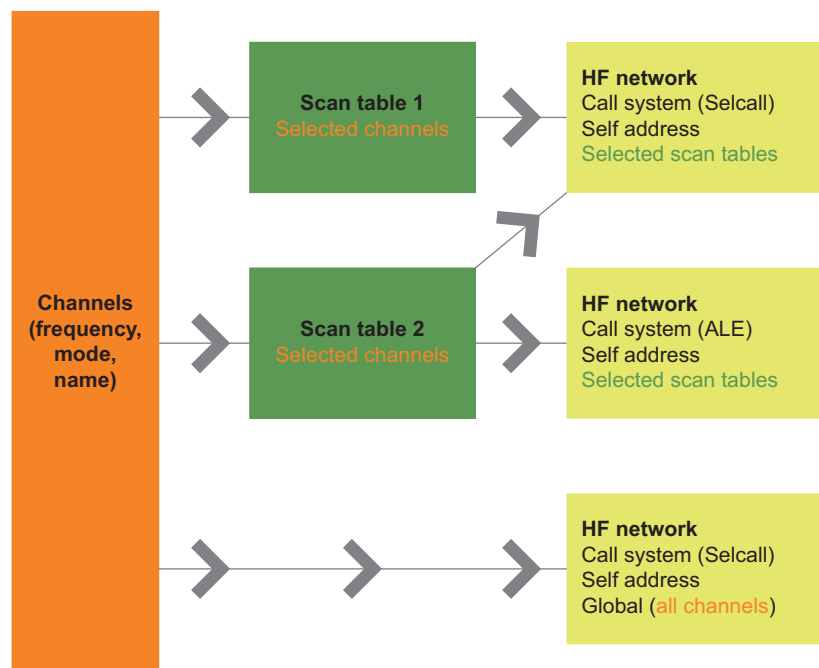 Channels
(frequency,
mode,
name)
Scan table 1
Selected channels
HF network
Call system (Selcall)
Self address
Selected scan tables
Scan table 2
Selected channels
HF network
Call system (ALE)
Self address
Selected scan tables
HF network
Call system (Selcall)
Self address
Global (all channels)